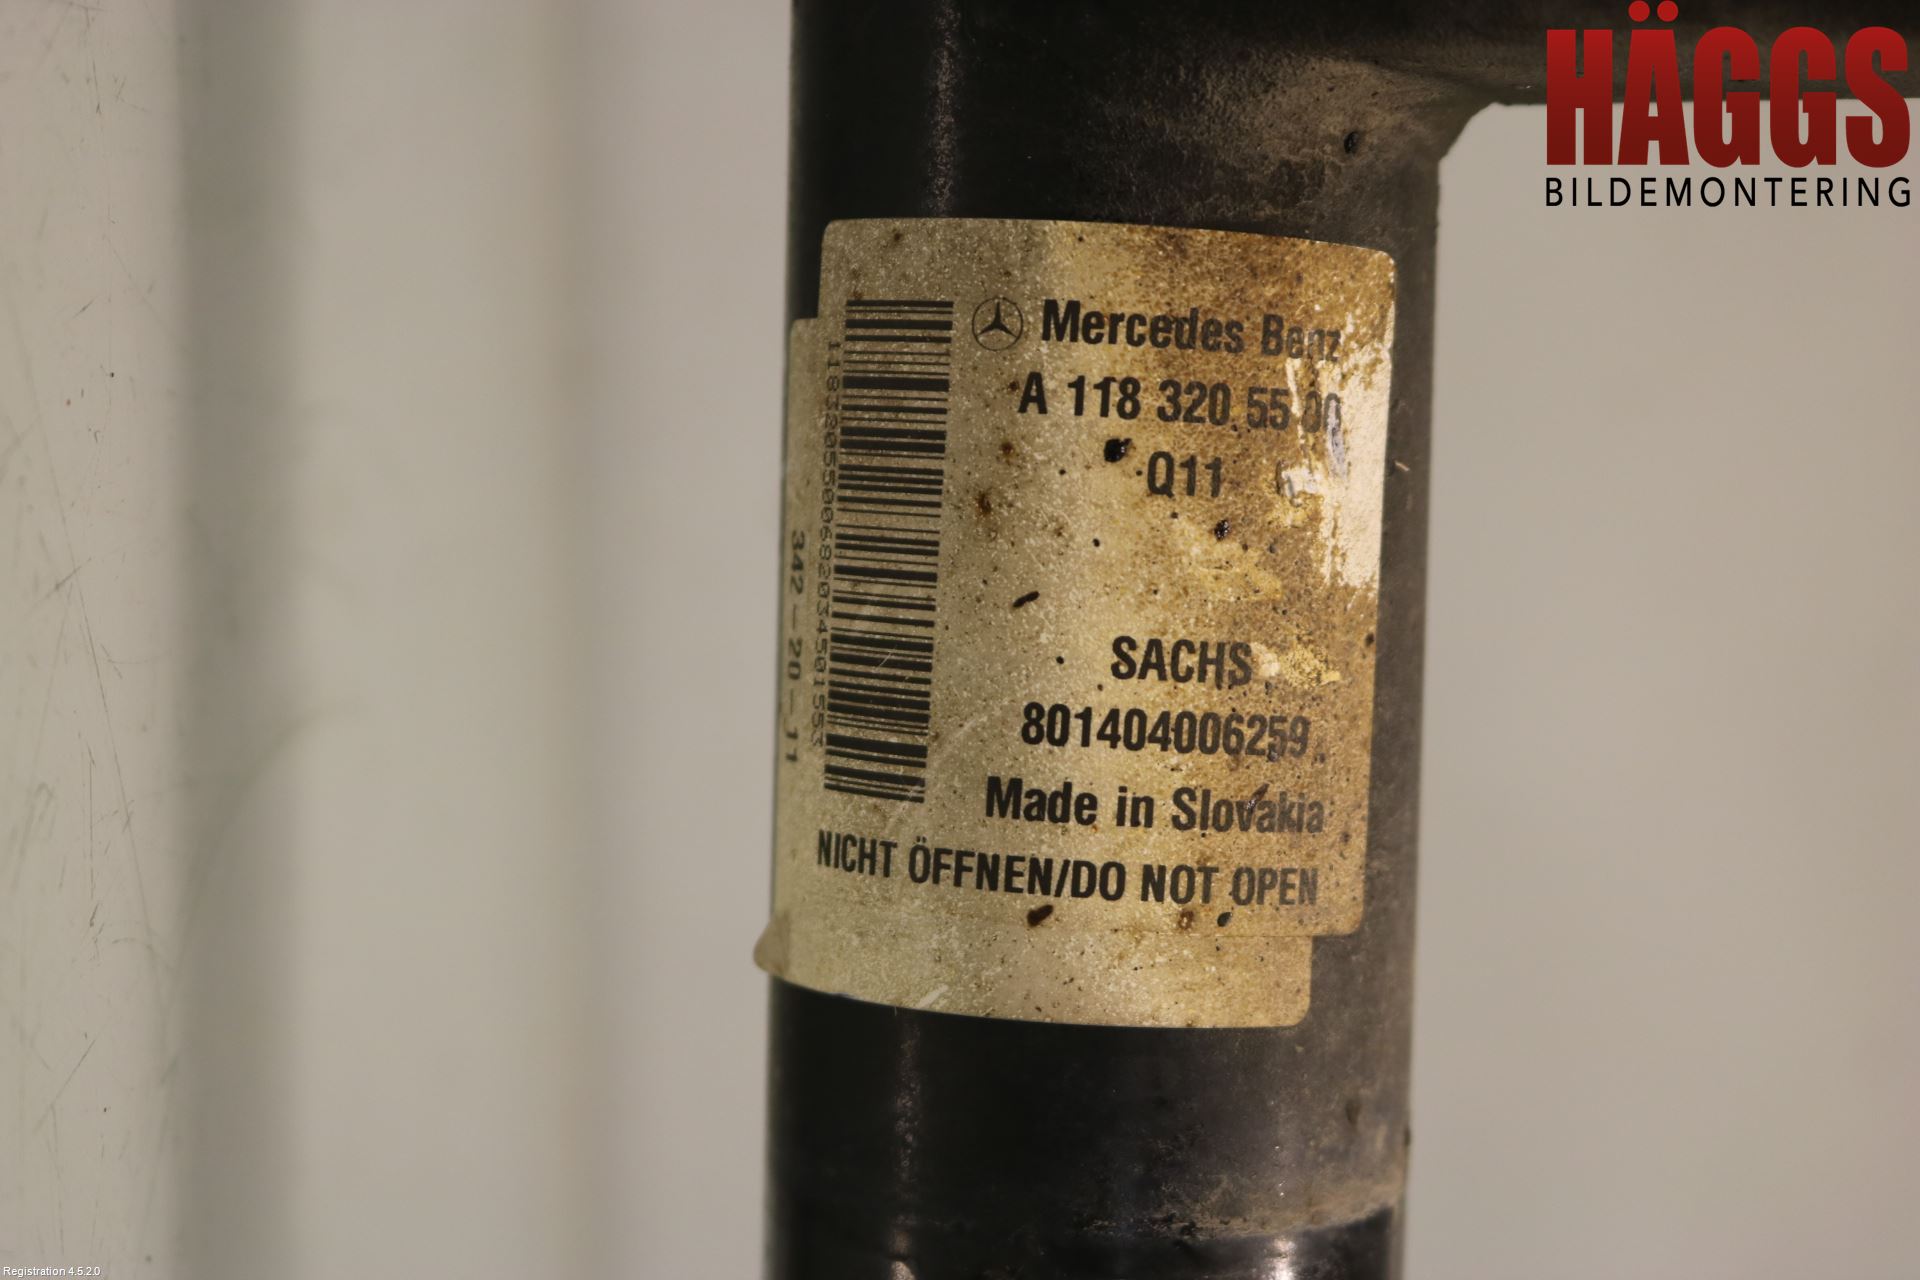 HÄGGS
BILDEMONTERING
Mercedes Benz
A 118 320 55 00
Q11
SACHS
801404006259
Made in Slovakia
NICHT ÖFFNEN/DO NOT OPEN
342-20-11
Registration 4.5.2.0